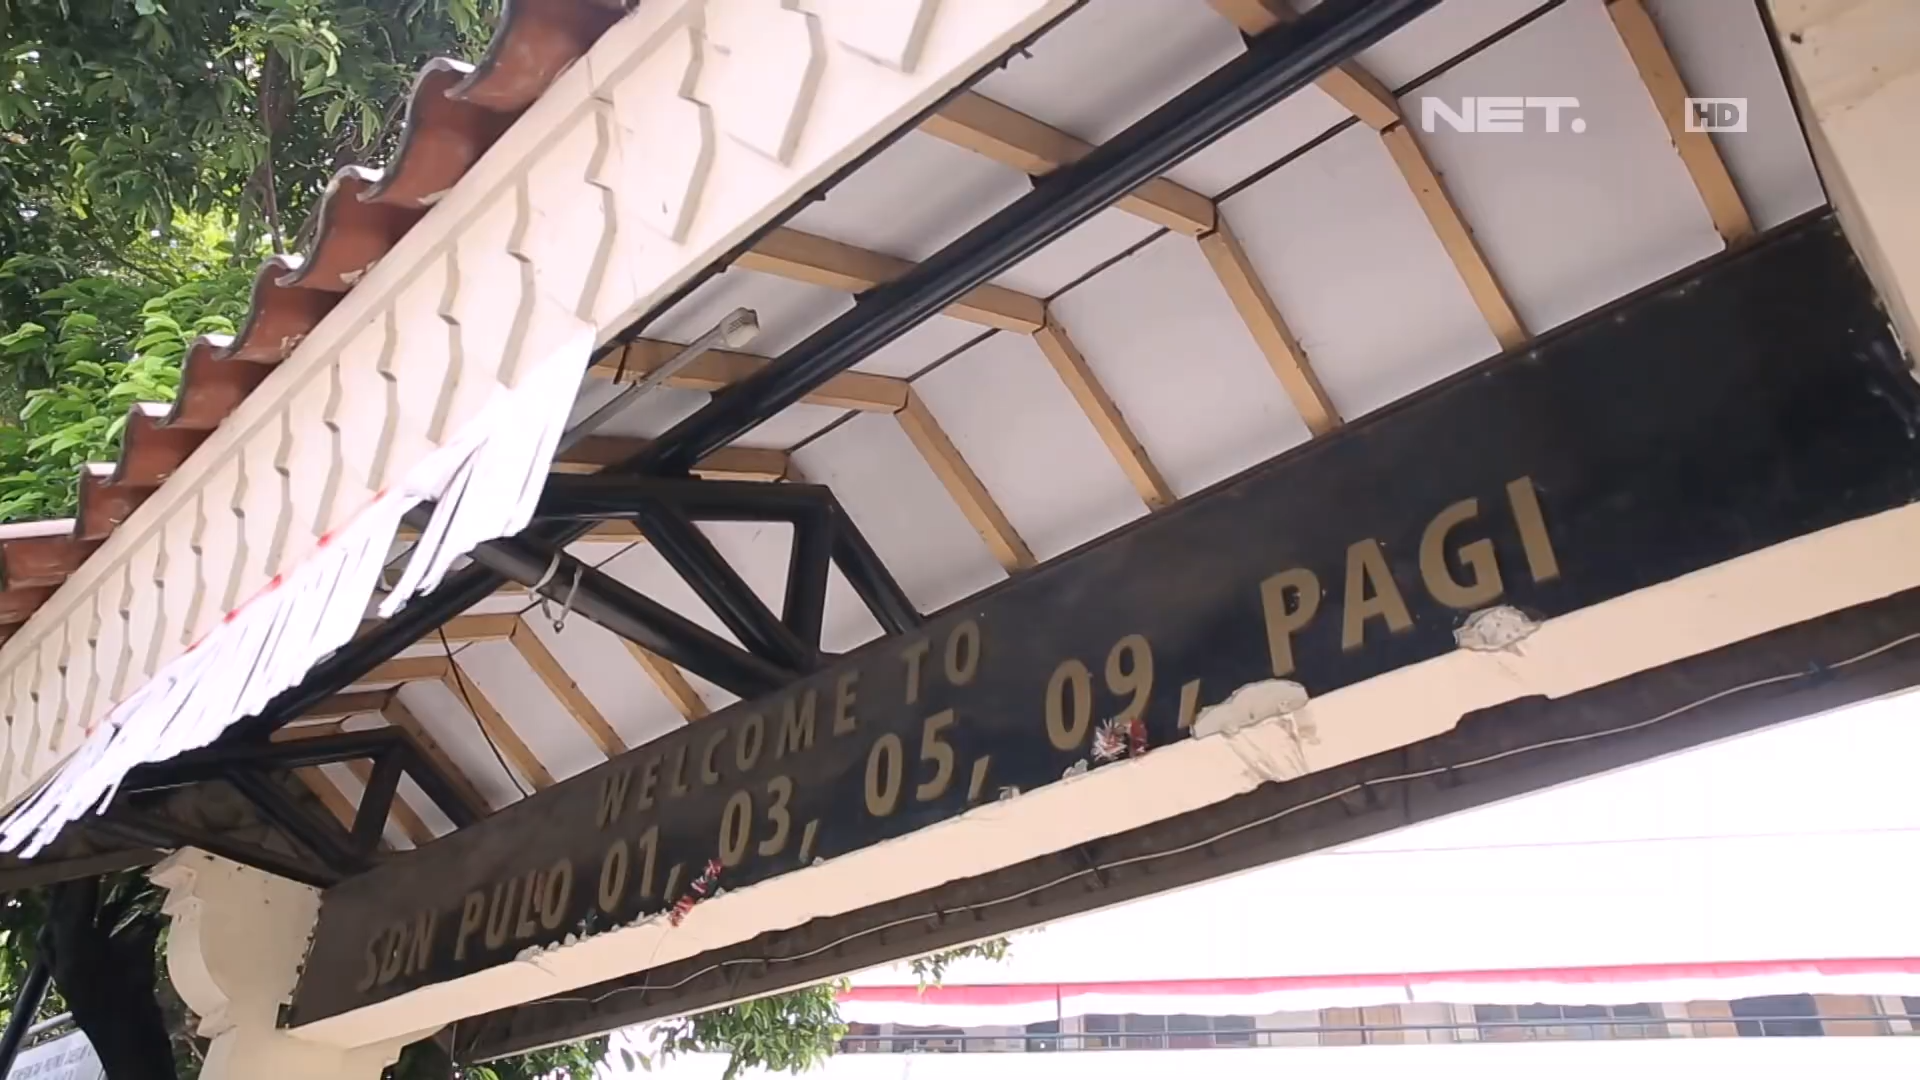 NET. HD
WELCOME TO
SDN PULO 01, 03, 05, 09, PAGI